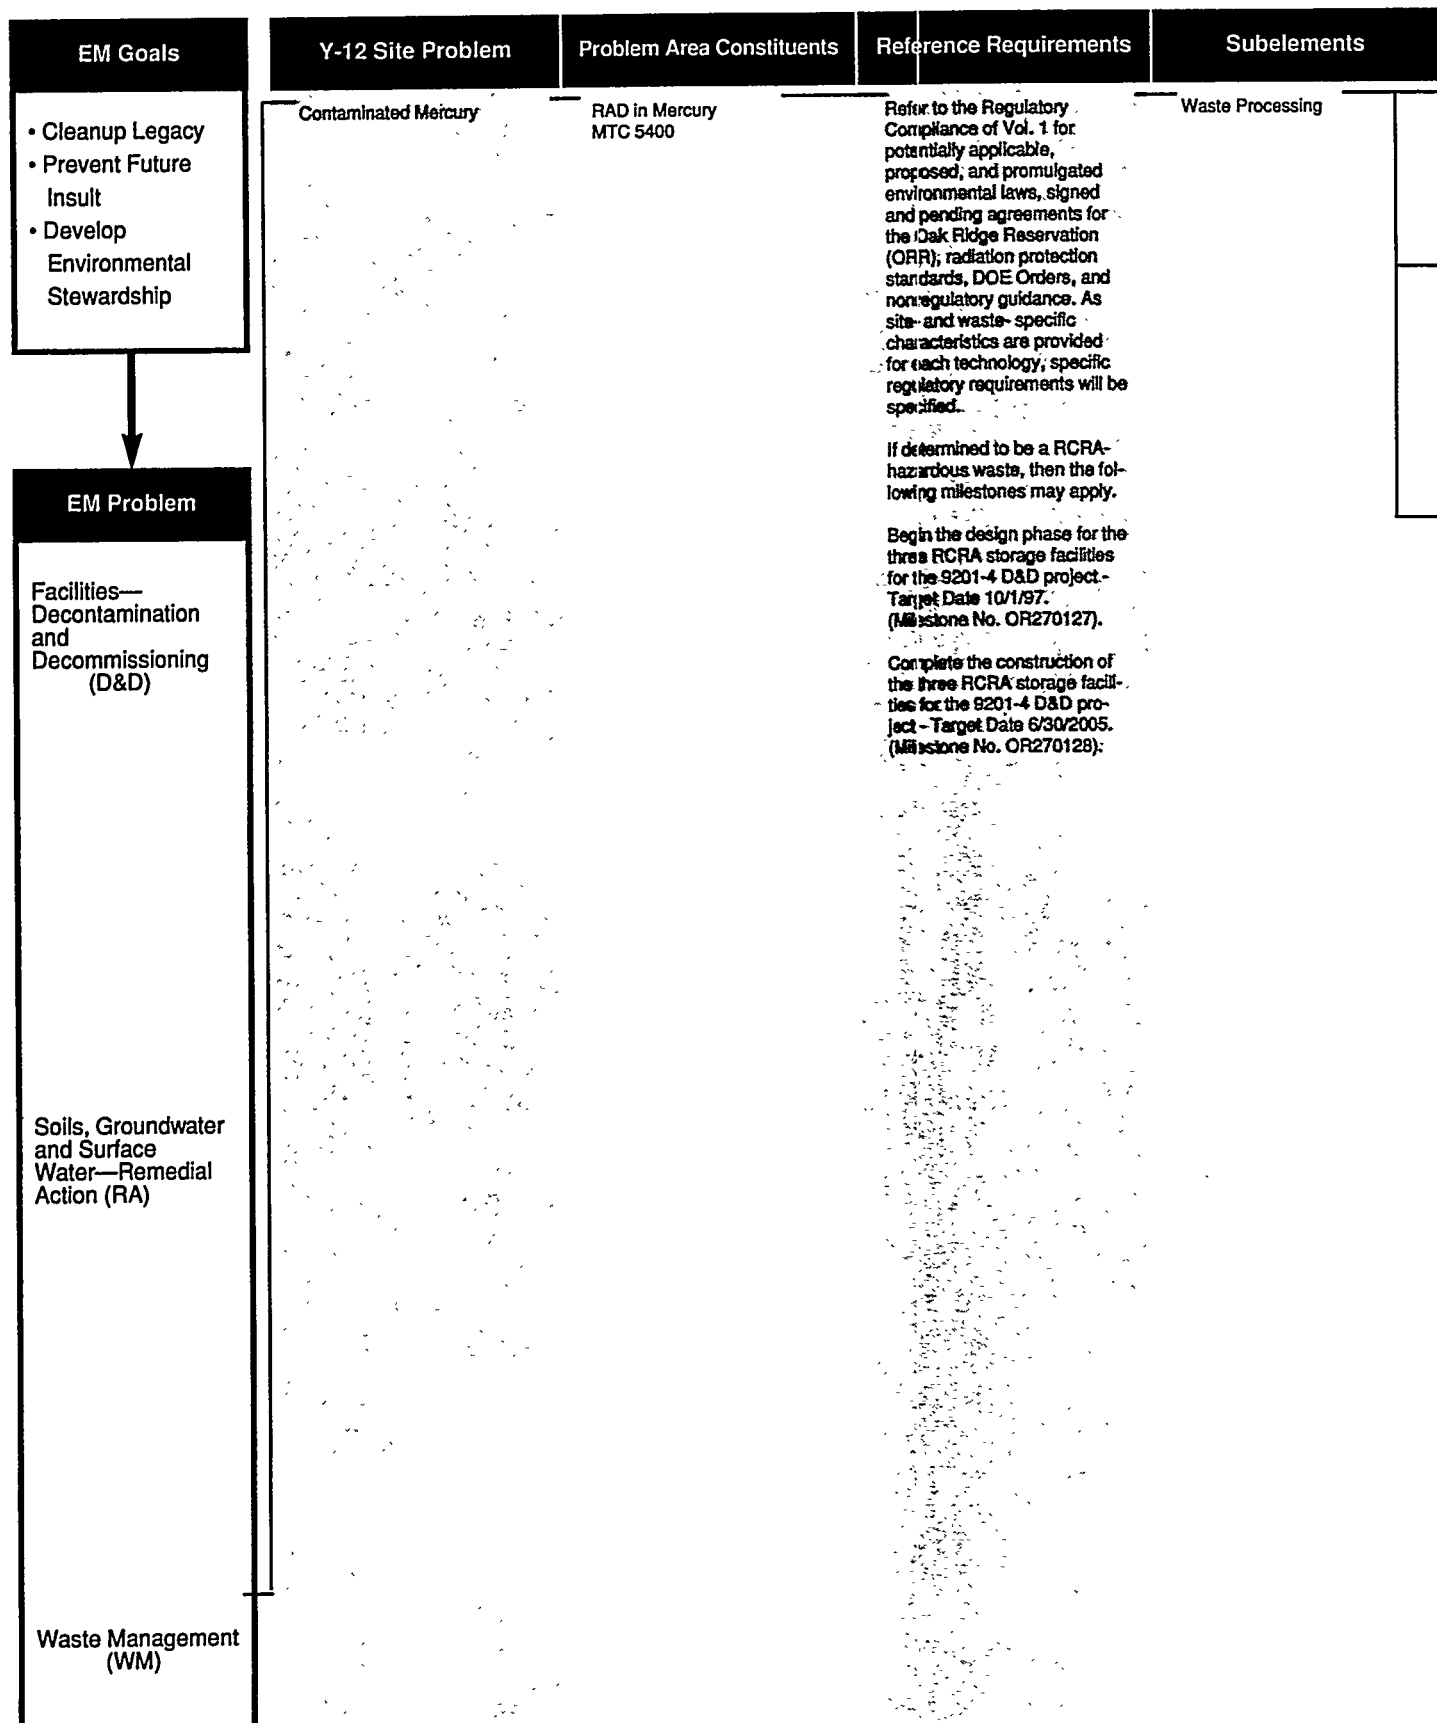 EM Goals
• Cleanup Legacy
• Prevent Future
Insult
• Develop
Environmental
Stewardship
EM Problem
Facilities—
Decontamination
and
Decommissioning
(D&D)
Soils, Groundwater
and Surface
Water—Remedial
Action (RA)
Waste Management
(WM)
Y-12 Site Problem
Contaminated Mercury
Problem Area Constituents
RAD in Mercury
MTC 5400
Reference Requirements
Refer to the Regulatory
Compliance of Vol. 1 for
potentially applicable,
proposed, and promulgated
environmental laws, signed
and pending agreements for
the Oak Ridge Reservation
(ORR), radiation protection
standards, DOE Orders, and
nonregulatory guidance. As
site- and waste- specific
characteristics are provided
for each technology, specific
regulatory requirements will be
specified.
If determined to be a RCRA-
hazardous waste, then the fol-
lowing milestones may apply.
Begin the design phase for the
three RCRA storage facilities
for the 9201-4 D&D project -
Target Date 10/1/97.
(Milestone No. OR270127).
Complete the construction of
the three RCRA storage facili-
ties for the 9201-4 D&D pro-
ject - Target Date 6/30/2005.
(Milestone No. OR270128).
Subelements
Waste Processing